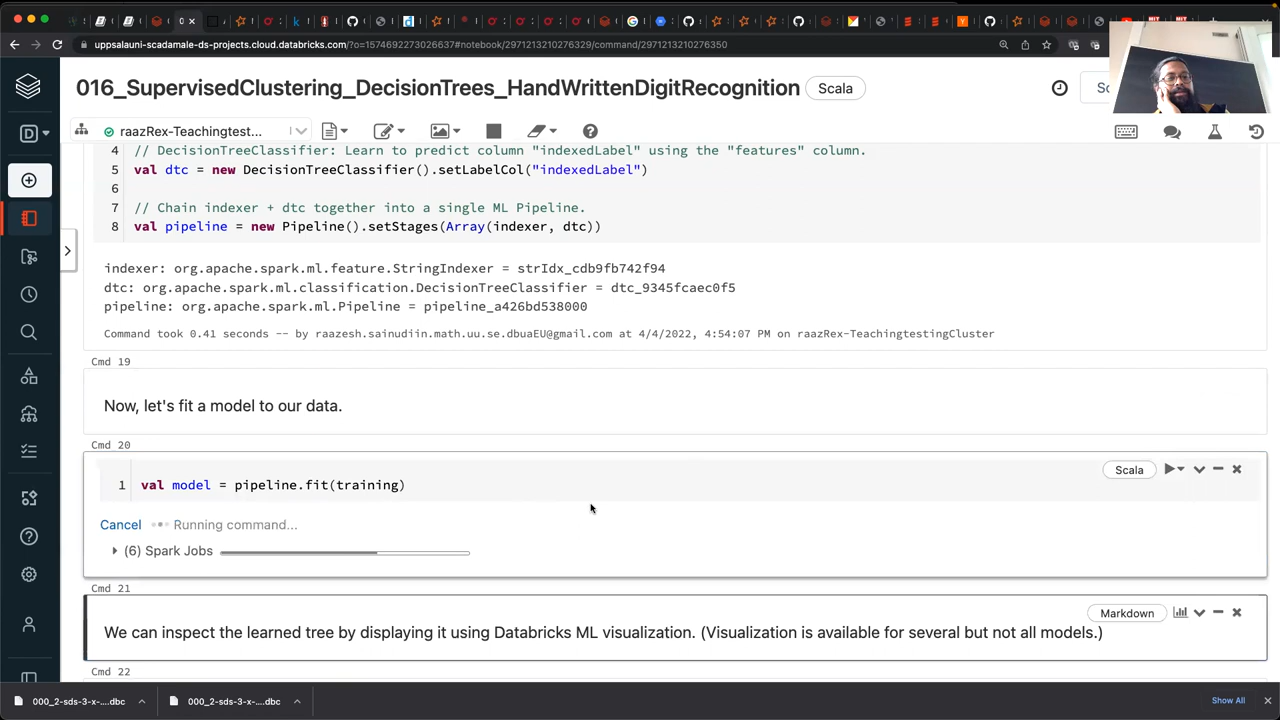 uppsalauni-scadamale-ds-projects.cloud.databricks.com/?o=1574692273026637#notebook/2971213210276329/command/2971213210276350
016_SupervisedClustering_DecisionTrees_HandWrittenDigitRecognition
Scala
Sc
D
raazRex-Teachingtest...
4 // DecisionTreeClassifier: Learn to predict column "indexedLabel" using the "features" column.
5 val dtc = new DecisionTreeClassifier().setLabelCol("indexedLabel")
6
7 // Chain indexer + dtc together into a single ML Pipeline.
8 val pipeline = new Pipeline().setStages(Array(indexer, dtc))
indexer: org.apache.spark.ml.feature.StringIndexer = strIdx_cdb9fb742f94
dtc: org.apache.spark.ml.classification.DecisionTreeClassifier = dtc_9345fcaec0f5
pipeline: org.apache.spark.ml.Pipeline = pipeline_a426bd538000
Command took 0.41 seconds -- by raazesh.sainudiin.math.uu.se.dbuaEU@gmail.com at 4/4/2022, 4:54:07 PM on raazRex-TeachingtestingCluster
Cmd 19
Now, let's fit a model to our data.
Cmd 20
Scala
1 val model = pipeline.fit(training)
Cancel Running command...
(6) Spark Jobs
Cmd 21
Markdown
We can inspect the learned tree by displaying it using Databricks ML visualization. (Visualization is available for several but not all models.)
Cmd 22
000_2-sds-3-x-....dbc
000_2-sds-3-x-....dbc
Show All